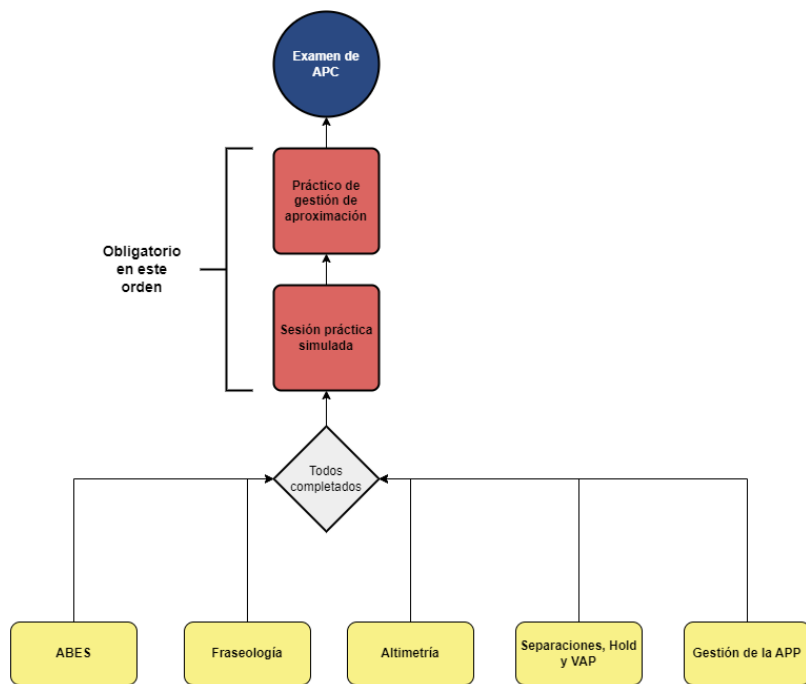 Examen de
APC
Práctico de
gestión de
aproximación
Obligatorio
en este
orden
Sesión práctica
simulada
Todos
completados
ABES
Fraseología
Altimetría
Separaciones, Hold
y VAP
Gestión de la APP